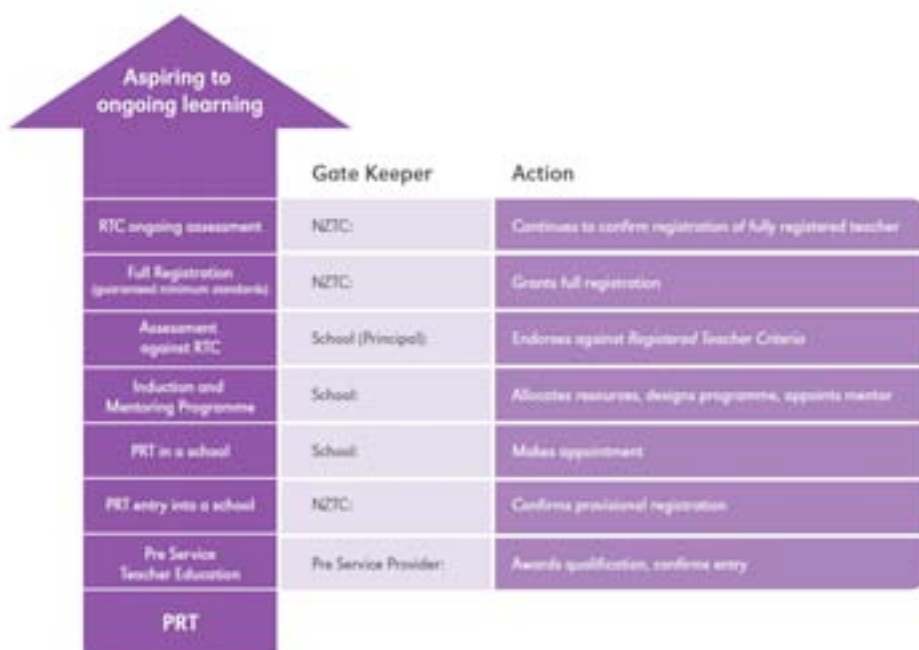 Aspiring to
ongoing learning
Gate Keeper Action
RTC ongoing assessment NZTC: Continues to confirm registration of fully registered teacher
Full Registration
(guaranteed minimum standards) NZTC: Grants full registration
Assessment
against RTC School (Principal): Endorses against Registered Teacher Criteria
Induction and
Mentoring Programme School: Allocates resources, designs programme, appoints mentor
PRT in a school School: Makes appointment
PRT entry into a school NZTC: Confirms provisional registration
Pre Service
Teacher Education Pre Service Provider: Awards qualification, confirms entry
PRT